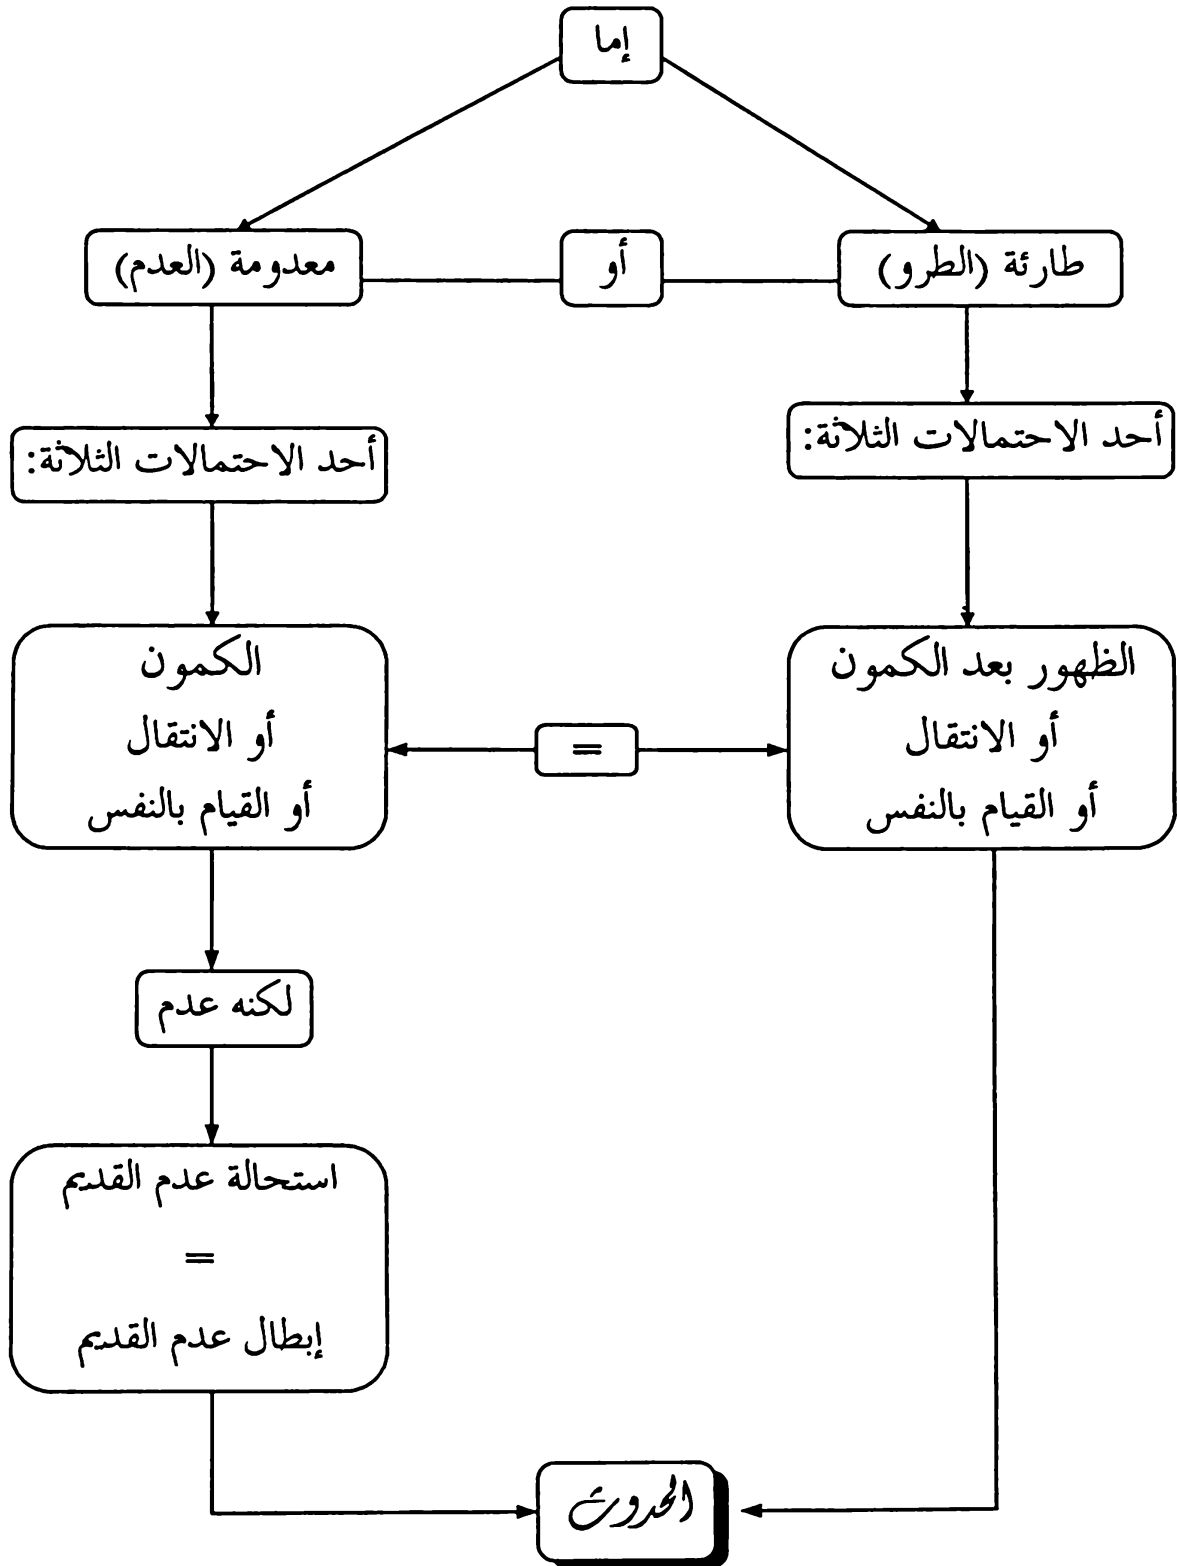 إما
طارئة (الطرو)
أو
معدومة (العدم)
أحد الاحتمالات الثلاثة:
أحد الاحتمالات الثلاثة:
الظهور بعد الكمون
أو الانتقال
أو القيام بالنفس
=
الكمون
أو الانتقال
أو القيام بالنفس
لكنه عدم
استحالة عدم القديم
=
إبطال عدم القديم
الحدوث